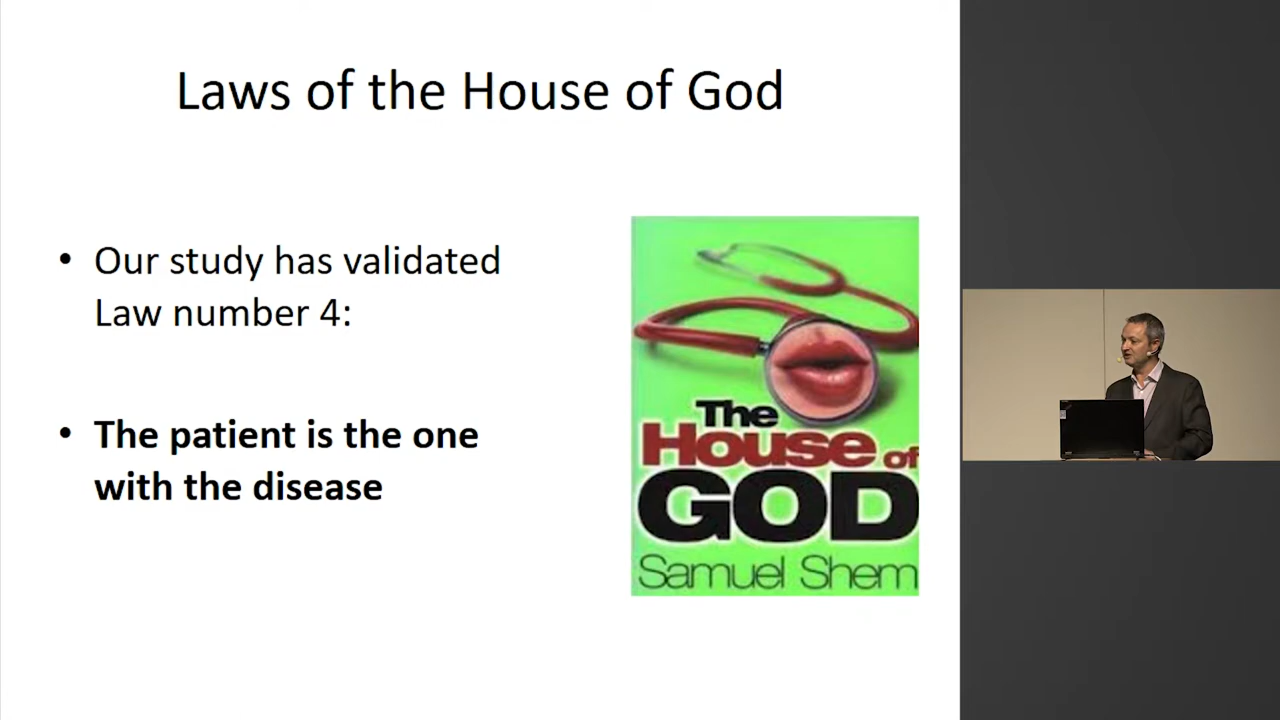 Laws of the House of God
• Our study has validated
Law number 4:
• The patient is the one
with the disease
The
House of
GOD
Samuel Shem